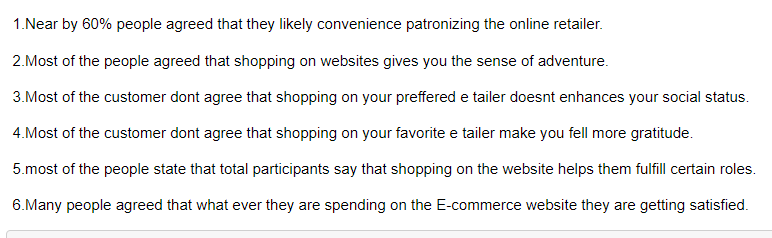 1.Near by 60% people agreed that they likely convenience patronizing the online retailer.
2.Most of the people agreed that shopping on websites gives you the sense of adventure.
3.Most of the customer dont agree that shopping on your preffered e tailer doesnt enhances your social status.
4.Most of the customer dont agree that shopping on your favorite e tailer make you fell more gratitude.
5.most of the people state that total participants say that shopping on the website helps them fulfill certain roles.
6.Many people agreed that what ever they are spending on the E-commerce website they are getting satisfied.